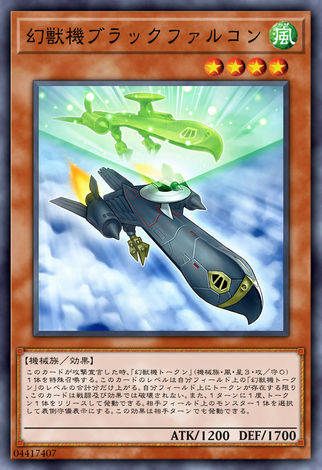 幻獣機ブラックファルコン 風
【機械族/効果】
このカードが攻撃宣言した時、「幻獣機トークン」(機械族・風・星3・攻/守0)
1体を特殊召喚する。このカードのレベルは自分フィールド上の「幻獣機トーク
ン」のレベルの合計分だけ上がる。自分フィールド上にトークンが存在する限り
、このカードは戦闘及び効果では破壊されない。また、1ターンに1度、トーク
ン1体をリリースして発動できる。相手フィールド上のモンスター1体を選択
して表側守備表示にする。この効果は相手ターンでも発動できる。
ATK/1200 DEF/1700
04417407